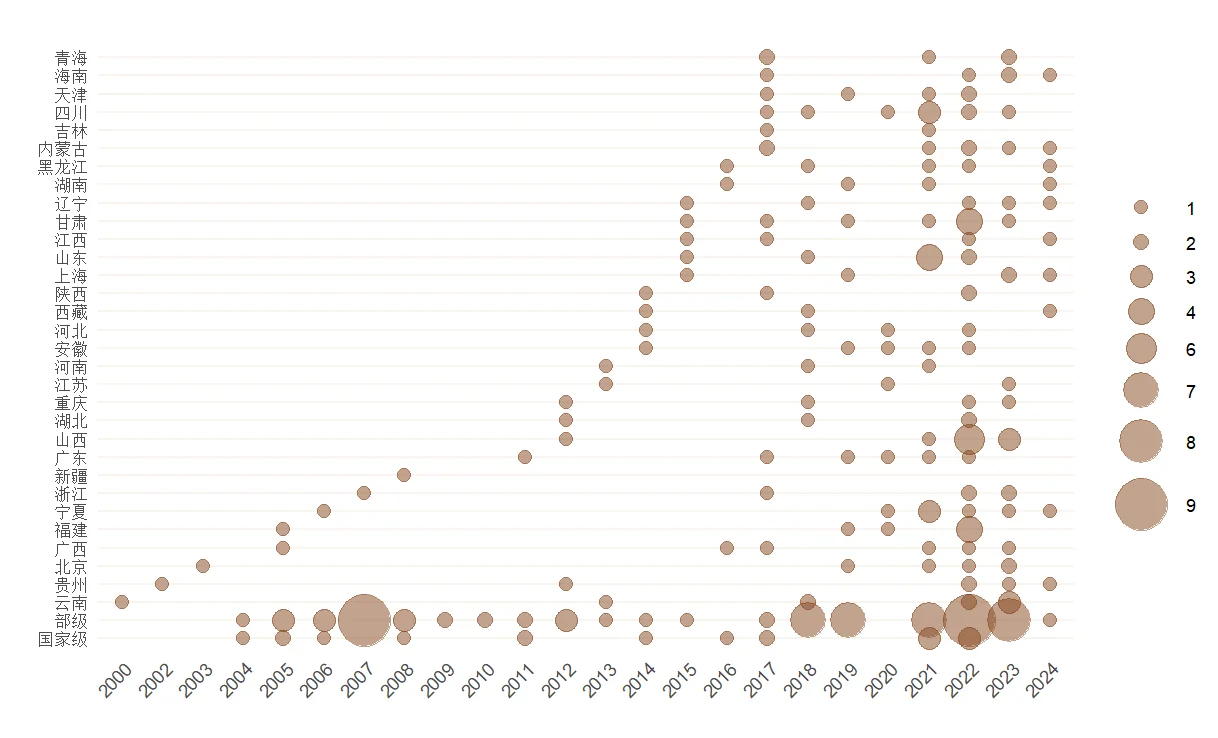 青海
海南
天津
四川
吉林
内蒙古
黑龙江
湖南
辽宁
甘肃
江西
山东
上海
陕西
西藏
河北
安徽
河南
江苏
重庆
湖北
山西
广东
新疆
浙江
宁夏
福建
广西
北京
贵州
云南
部级
国家级
2000
2002
2003
2004
2005
2006
2007
2008
2009
2010
2011
2012
2013
2014
2015
2016
2017
2018
2019
2020
2021
2022
2023
2024
1
2
3
4
6
7
8
9